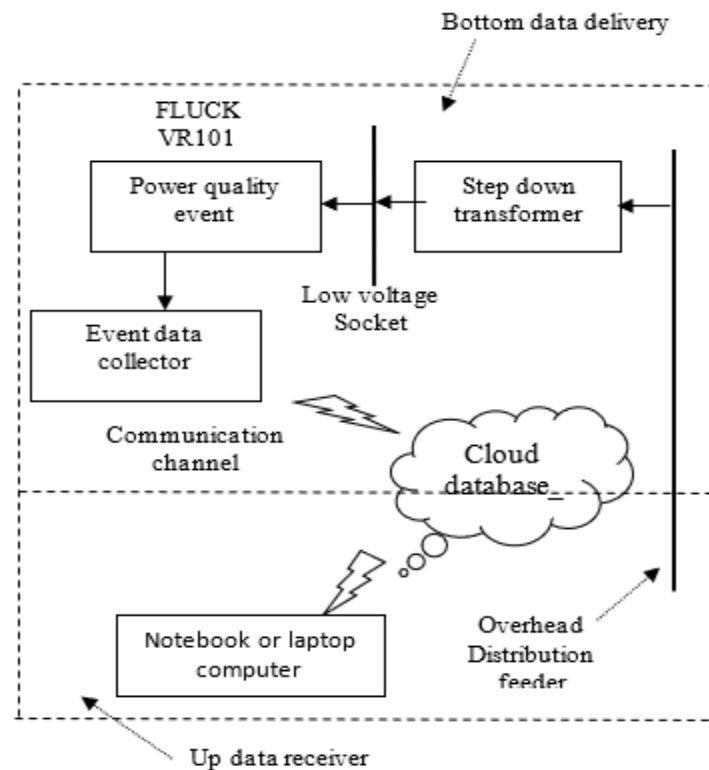 Bottom data delivery
FLUCK
VR101
Power quality
event
Step down
transformer
Low voltage
Socket
Event data
collector
Communication
channel
Cloud
database_
Notebook or laptop
computer
Overhead
Distribution
feeder
Up data receiver